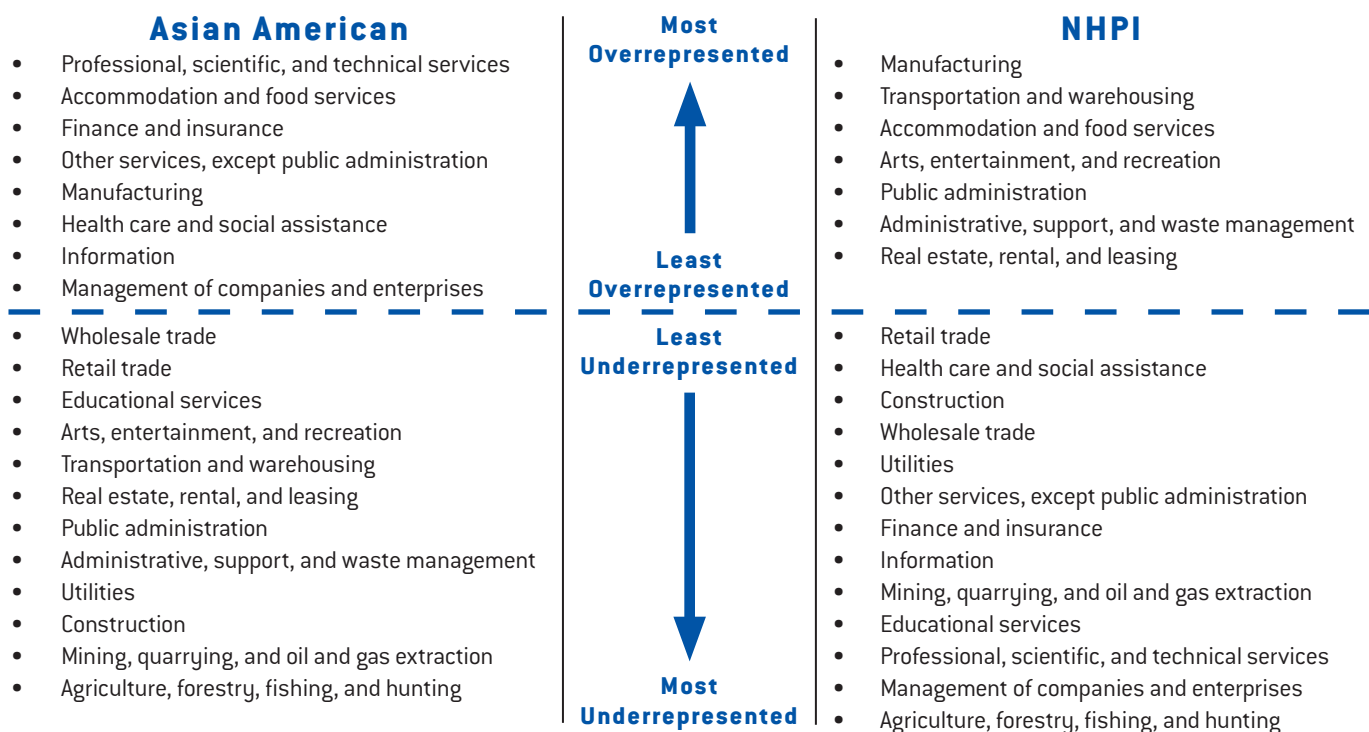 Asian American
• Professional, scientific, and technical services
• Accommodation and food services
• Finance and insurance
• Other services, except public administration
• Manufacturing
• Health care and social assistance
• Information
• Management of companies and enterprises
• Wholesale trade
• Retail trade
• Educational services
• Arts, entertainment, and recreation
• Transportation and warehousing
• Real estate, rental, and leasing
• Public administration
• Administrative, support, and waste management
• Utilities
• Construction
• Mining, quarrying, and oil and gas extraction
• Agriculture, forestry, fishing, and hunting
Most
Overrepresented
Least
Overrepresented
Least
Underrepresented
Most
Underrepresented
NHPI
• Manufacturing
• Transportation and warehousing
• Accommodation and food services
• Arts, entertainment, and recreation
• Public administration
• Administrative, support, and waste management
• Real estate, rental, and leasing
• Retail trade
• Health care and social assistance
• Construction
• Wholesale trade
• Utilities
• Other services, except public administration
• Finance and insurance
• Information
• Mining, quarrying, and oil and gas extraction
• Educational services
• Professional, scientific, and technical services
• Management of companies and enterprises
• Agriculture, forestry, fishing, and hunting